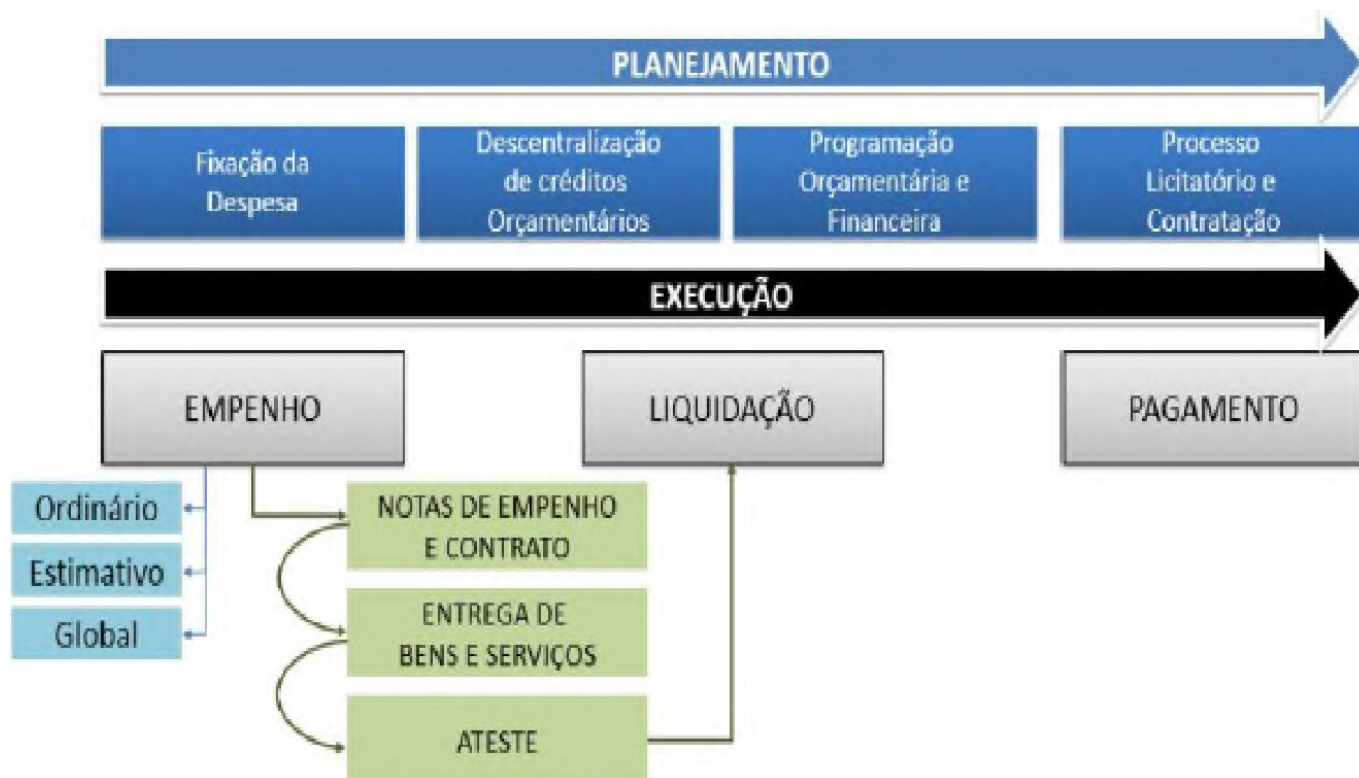 PLANEJAMENTO
Fixação da
Despesa
Descentralização
de créditos
Orçamentários
Programação
Orçamentária e
Financeira
Processo
Licitatório e
Contratação
EXECUÇÃO
EMPENHO
LIQUIDAÇÃO
PAGAMENTO
Ordinário
Estimativo
Global
NOTAS DE EMPENHO
E CONTRATO
ENTREGA DE
BENS E SERVIÇOS
ATESTE